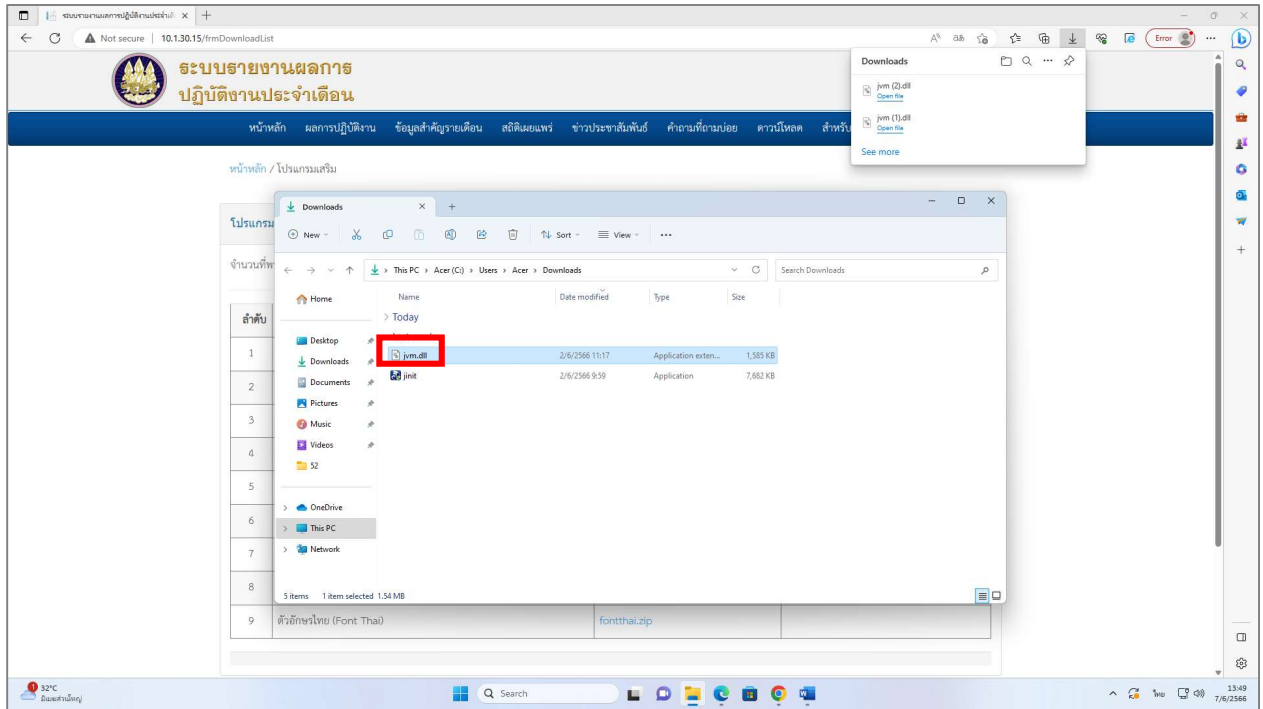 ระบบรายงานผลการปฏิบัติงานประจำเดื
Not secure | 10.1.30.15/frmDownloadList
Error
ระบบรายงานผลการ
ปฏิบัติงานประจำเดือน
Downloads
jvm (2).dll
Open file
jvm (1).dll
Open file
See more
หน้าหลัก ผลการปฏิบัติงาน ข้อมูลสำคัญรายเดือน สถิติเผยแพร่ ข่าวประชาสัมพันธ์ คำถามที่ถามบ่อย ดาวน์โหลด สำหรับ
หน้าหลัก / โปรแกรมเสริม
โปรแกรม
จำนวนที่พ
ลำดับ
1
2
3
4
5
6
7
8
9 ตัวอักษรไทย (Font Thai) fontthai.zip
Downloads
New Sort View
This PC > Acer (C:) > Users > Acer > Downloads
Search Downloads
Home
Desktop
Downloads
Documents
Pictures
Music
Videos
52
OneDrive
This PC
Network
Name Date modified Type Size
Today
jvm.dll 2/6/2566 11:17 Application exten... 1,585 KB
jinit 2/6/2566 9:59 Application 7,682 KB
5 items 1 item selected 1.54 MB
1
32°C
มีเมฆส่วนใหญ่
Search
ไทย
13:49
7/6/2566